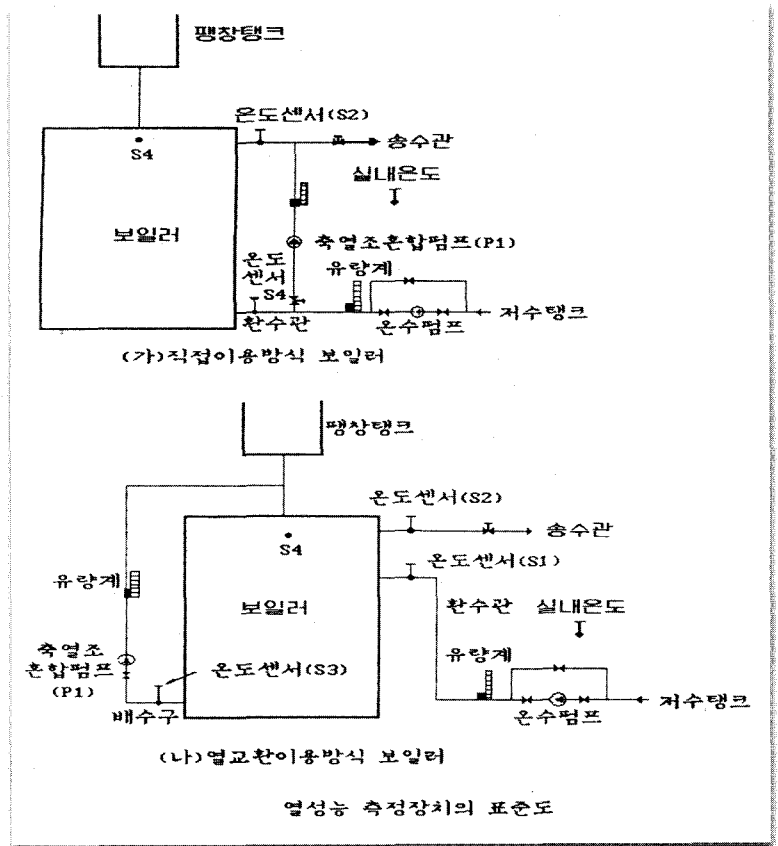 팽창탱크
온도센서(S2)
송수관
S4
실내온도
보일러
축열조혼합펌프(P1)
온도
센서
S4
유량계
환수관
온수펌프
저수탱크
(가)직접이용방식 보일러
팽창탱크
온도센서(S2)
송수관
S4
온도센서(S1)
유량계
보일러
환수관
실내온도
축열조
혼합펌프
(P1)
온도센서(S3)
유량계
배수구
온수펌프
저수탱크
(나)열교환이용방식 보일러
열성능 측정장치의 표준도